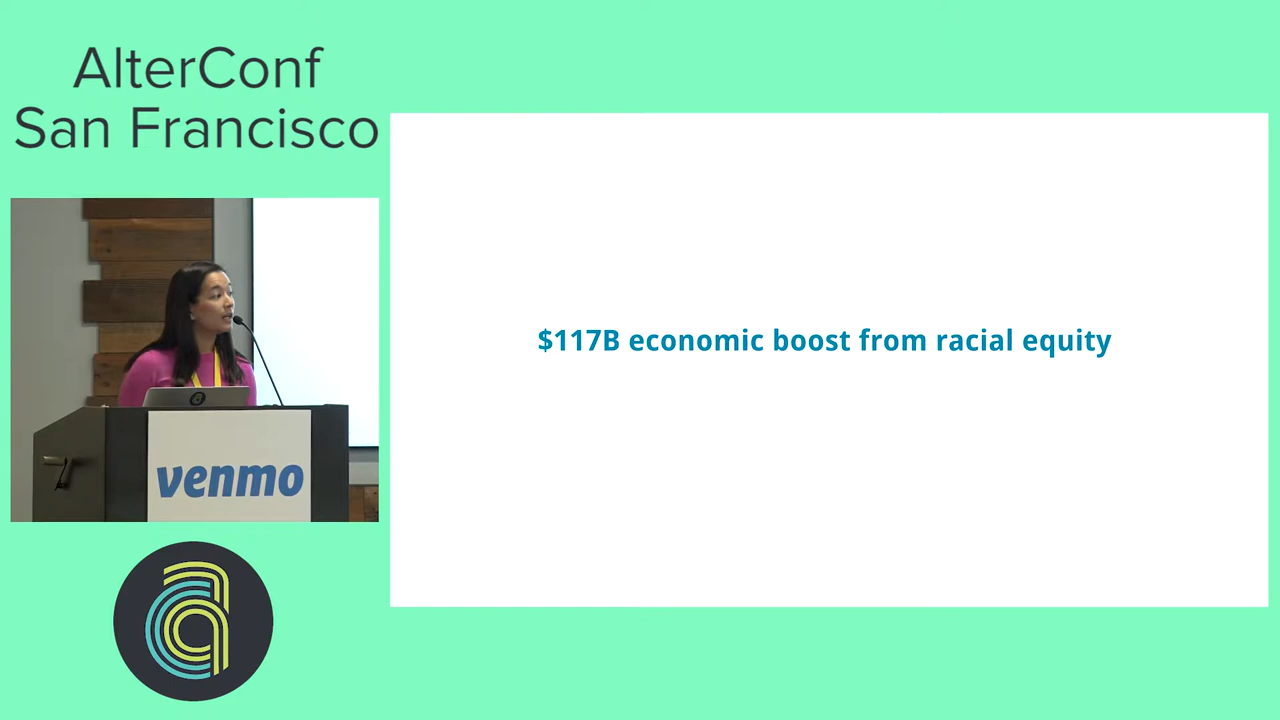 AlterConf
San Francisco
$117B economic boost from racial equity
venmo